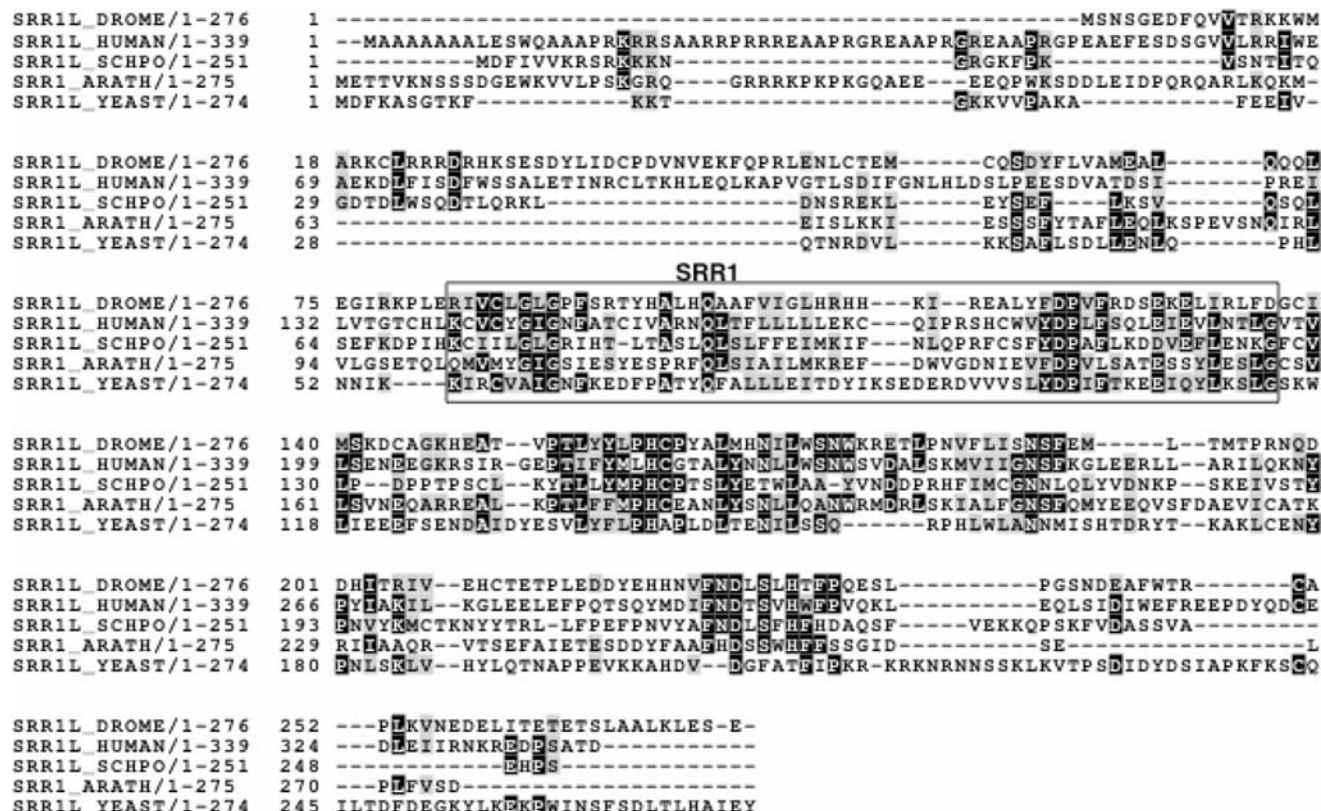 SRR1L_DROME/1-276 1 ------------------------------------------------------------MSNSGEDFQVVTRKKWM
SRR1L_HUMAN/1-339 1 --MAAAAAAALESWQAAAPRKRRSAARRPRRREAAPRGREAAPRGREAAPRGPEAEFESDSGVVLRRIWE
SRR1L_SCHPO/1-251 1 -----------MDFIVVKRSRKKKN-----------------GRGKFPK--------------VSNTITQ
SRR1_ARATH/1-275 1 METTVKNSSSDGEWKVVLPSKGRQ----GRRRKPKPKGQAEE---EEQPWKSDDLEIDPQRQARLKQKM-
SRR1L_YEAST/1-274 1 MDFKASGTKF----------KKT------------------GKKVVPAKA-----------FEEIV-
SRR1L_DROME/1-276 18 ARKCLRRRDRHKSESDYLIDCPDVNVEKFQPRLENLCTEM------CQSDYFLVAMEAL-------QQQL
SRR1L_HUMAN/1-339 69 AEKDLFISDFWSSALETINRCLTKHLEQLKAPVGTLSDIFGNLHLDSLPEESDVATDSI-------PREI
SRR1L_SCHPO/1-251 29 GDTDLWSQDTLQRKL------------------DNSREKL------EYSEF---LKSV-------QSQL
SRR1_ARATH/1-275 63 ---------------------------------EISLKKI------ESSSFYTAFLEQLKSPEVSNQIRL
SRR1L_YEAST/1-274 28 ---------------------------------QTNRDVL------KKSAFLSDLLENLQ------PHL
SRR1
SRR1L_DROME/1-276 75 EGIRKPLERIVCLGLGPFSRTYHALHQAAFVIGLHRHH---KI--REALYFDPVFRDSEKELIRLFDGCI
SRR1L_HUMAN/1-339 132 LVTGTCHLKCVCYGIGNFATCIVARNQLTFLLLLLEKC---QIPRSHCWVYDPLFSQLEIEVLNTLGVTV
SRR1L_SCHPO/1-251 64 SEFKDPIHKCIILGLGRIHT-LTASLQLSLFFEIMKIF---NLQPRFCSFYDPAFLKDDVEFLENKGFCV
SRR1_ARATH/1-275 94 VLGSETQLQMVMYGIGSIESYESPRFQLSIAILMKREF---DWVGDNIEVFDPVLSATESSYLESLGCSV
SRR1L_YEAST/1-274 52 NNIK----KIRCVAIGNFKEDFPATYQFALLLEITDYIKSEDERDVVVSLYDPIFTKEEIQYLKSLGSKW
SRR1L_DROME/1-276 140 MSKDCAGKHEAT--VPTLYYLPHCPYALMHNILWSNWKRETLPNVFLISNSFEM-----L--TMTPRNQD
SRR1L_HUMAN/1-339 199 LSENEEGKRSIR-GEPTIFYMLHCGTALYNNLLWSNWSVDALSKMVIIGNSFKGLEERLL--ARILQKNY
SRR1L_SCHPO/1-251 130 LP--DPPTPSCL--KYTLLYMPHCPTSLYETWLAA-YVNDDPRHFIMCGNNLQLYVDNKP--SKEIVSTY
SRR1_ARATH/1-275 161 LSVNEQARREAL--KPTLFFMPHCEANLYSNLLQANWRMDRLSKIALFGNSFQMYEEQVSFDAEVICATK
SRR1L_YEAST/1-274 118 LIEEEFSENDAIDYESVLYFLPHAPLDLTENILSSQ------RPHLWLANNMISHTDRYT--KAKLCENY
SRR1L_DROME/1-276 201 DHITRIV--EHCTETPLEDDYEHHNVFNDLSLHTFPQESL----------PGSNDEAFWTR-------CA
SRR1L_HUMAN/1-339 266 PYIAKIL--KGLEELEFPQTSQYMDIFNDTSVHWFPVQKL---------EQLSIDIWEFREEPDYQDCE
SRR1L_SCHPO/1-251 193 PNVYKMCTKNYYTRL-LFPEFPNVYAFNDLSFHFHDAQSF------VEKKQPSKFVDASSVA-------
SRR1_ARATH/1-275 229 RIIAAQR--VTSEFAIETESDDYFAAFHDSSWHFFSSGID----------SE-----------------L
SRR1L_YEAST/1-274 180 PNLSKLV--HYLQTNAPPEVKKAHDV--DGFATFIPKR-KRKNRNNSSKLKVTPSDIDYDSIAPKFKSCQ
SRR1L_DROME/1-276 252 ---PLKVNEDELITETETSLAALKLES-E-
SRR1L_HUMAN/1-339 324 ---DLEIIRNKREDPSATD-----------
SRR1L_SCHPO/1-251 248 ------------EHPS--------------
SRR1_ARATH/1-275 270 ---PLFVSD---------------------
SRR1L_YEAST/1-274 245 ILTDFDEGKYLKEKPWINSFSDLTLHAIEY